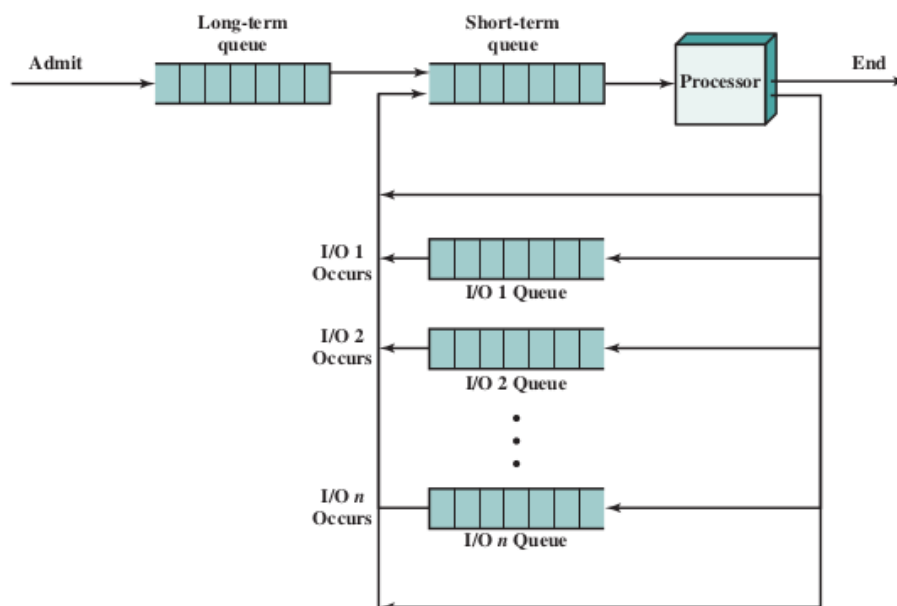 Long-term
queue
Short-term
queue
Admit
Processor
End
I/O 1
Occurs
I/O 1 Queue
I/O 2
Occurs
I/O 2 Queue
I/O n
Occurs
I/O n Queue